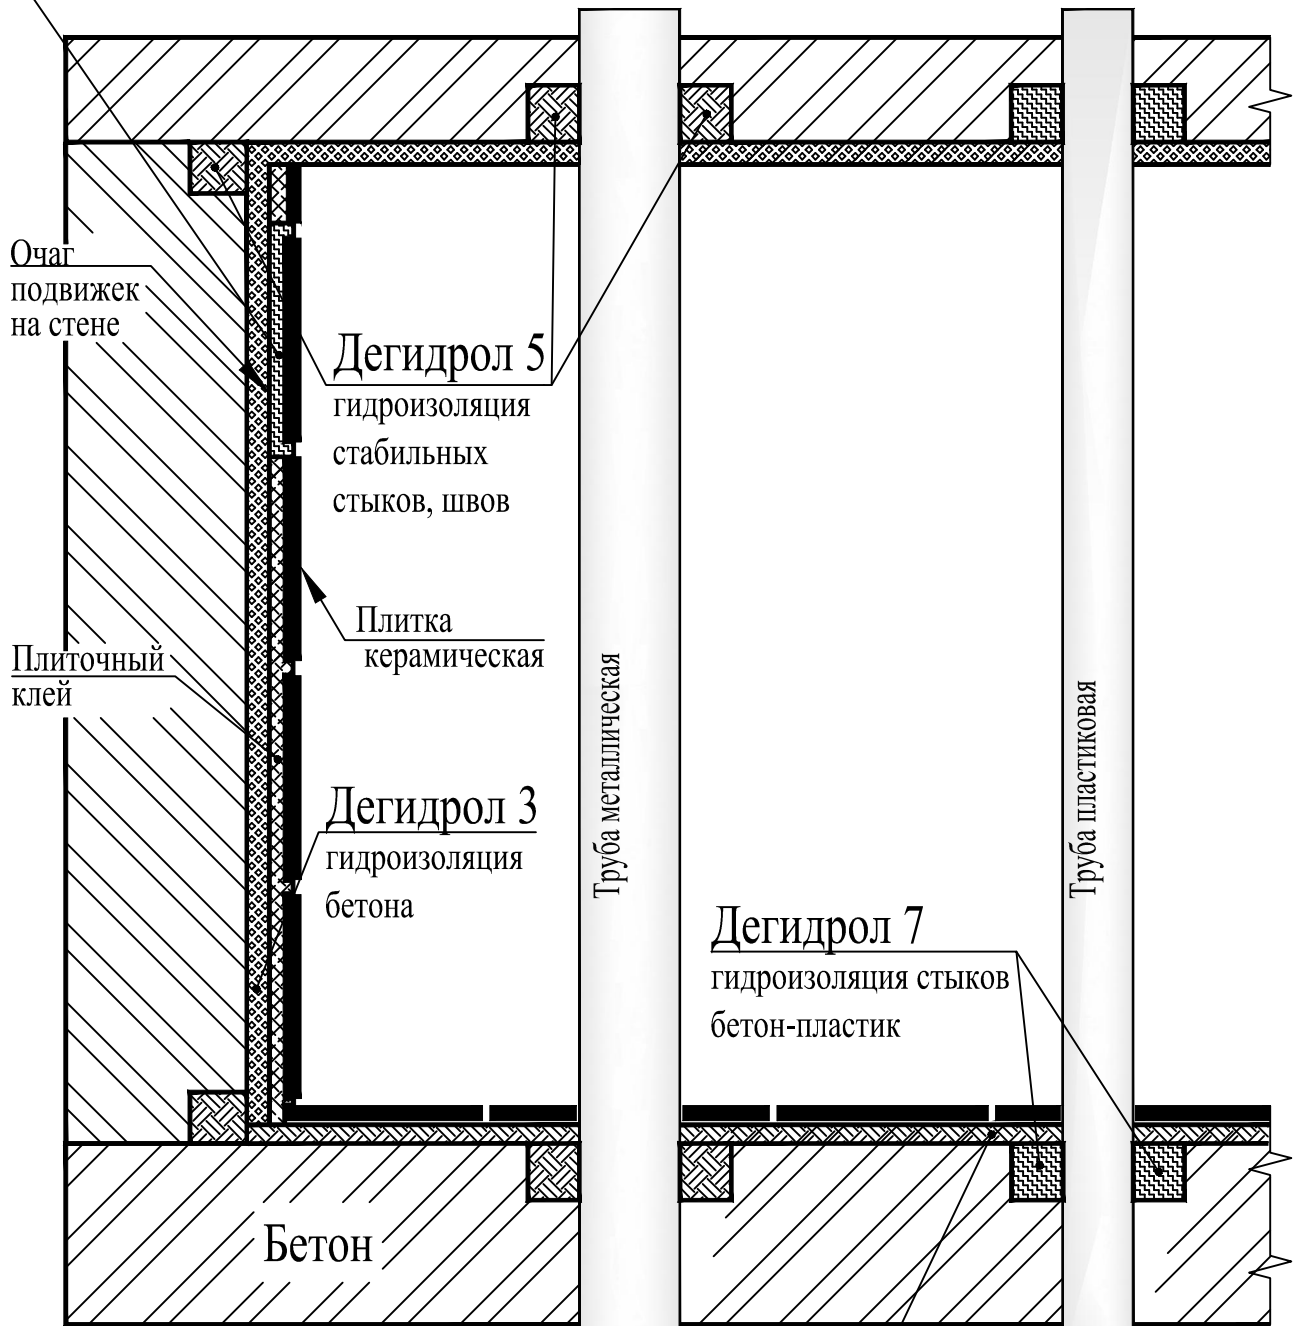 Очаг
подвижек
на стене
Дегидрол 5
гидроизоляция
стабильных
стыков, швов
Плитка
керамическая
Плиточный
клей
Труба металлическая
Труба пластиковая
Дегидрол 3
гидроизоляция
бетона
Дегидрол 7
гидроизоляция стыков
бетон-пластик
Бетон